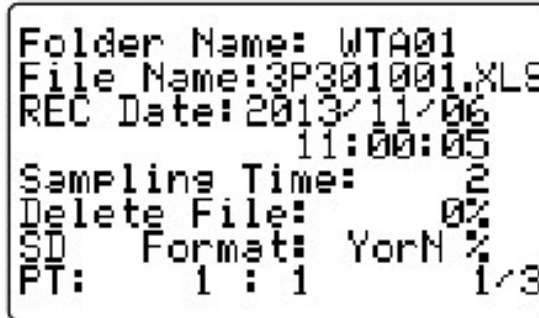 Folder Name: WTA01
File Name:3P301001.XLS
REC Date:2013/11/06
11:00:05
Sampling Time: 2
Delete File: 0%
SD Format: YorN %
PT: 1 : 1 1/3